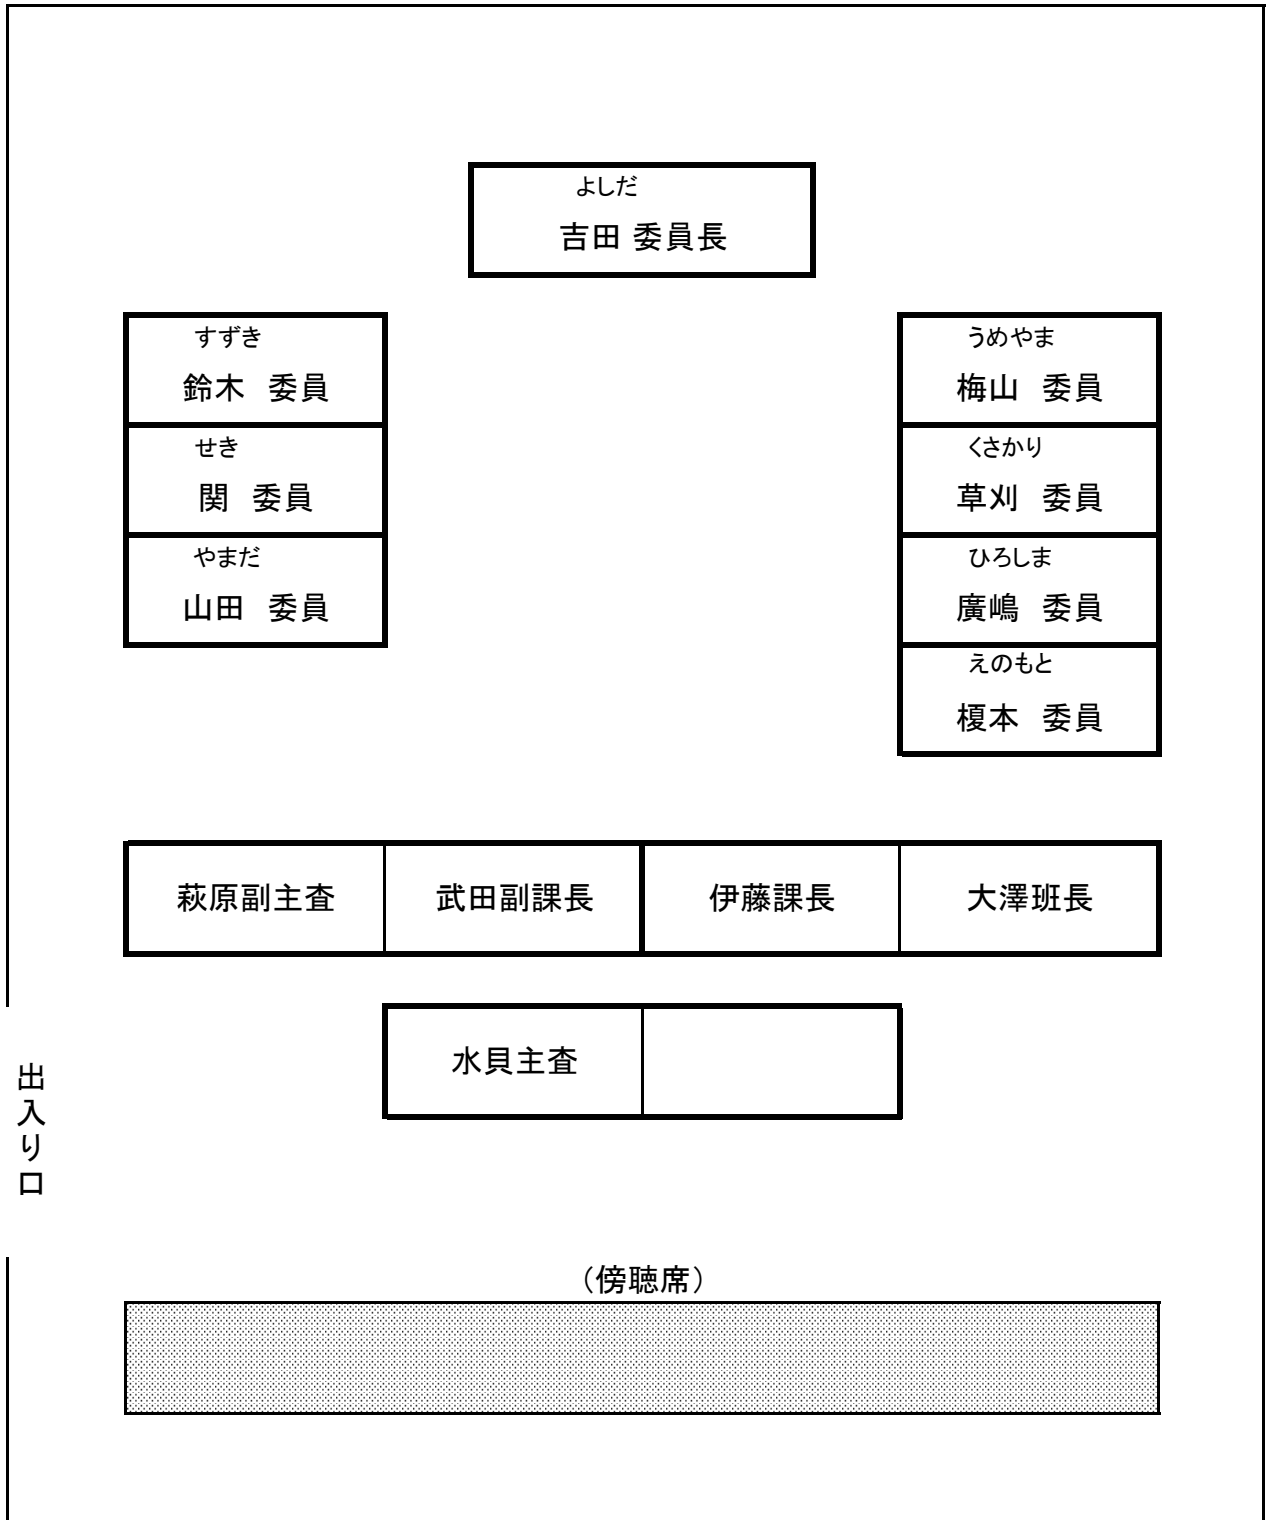 よしだ
吉田 委員長
すずき
鈴木 委員
せき
関 委員
やまだ
山田 委員
うめやま
梅山 委員
くさかり
草刈 委員
ひろしま
廣嶋 委員
えのもと
榎本 委員
萩原副主査
武田副課長
伊藤課長
大澤班長
水貝主査
出入り口
（傍聴席）